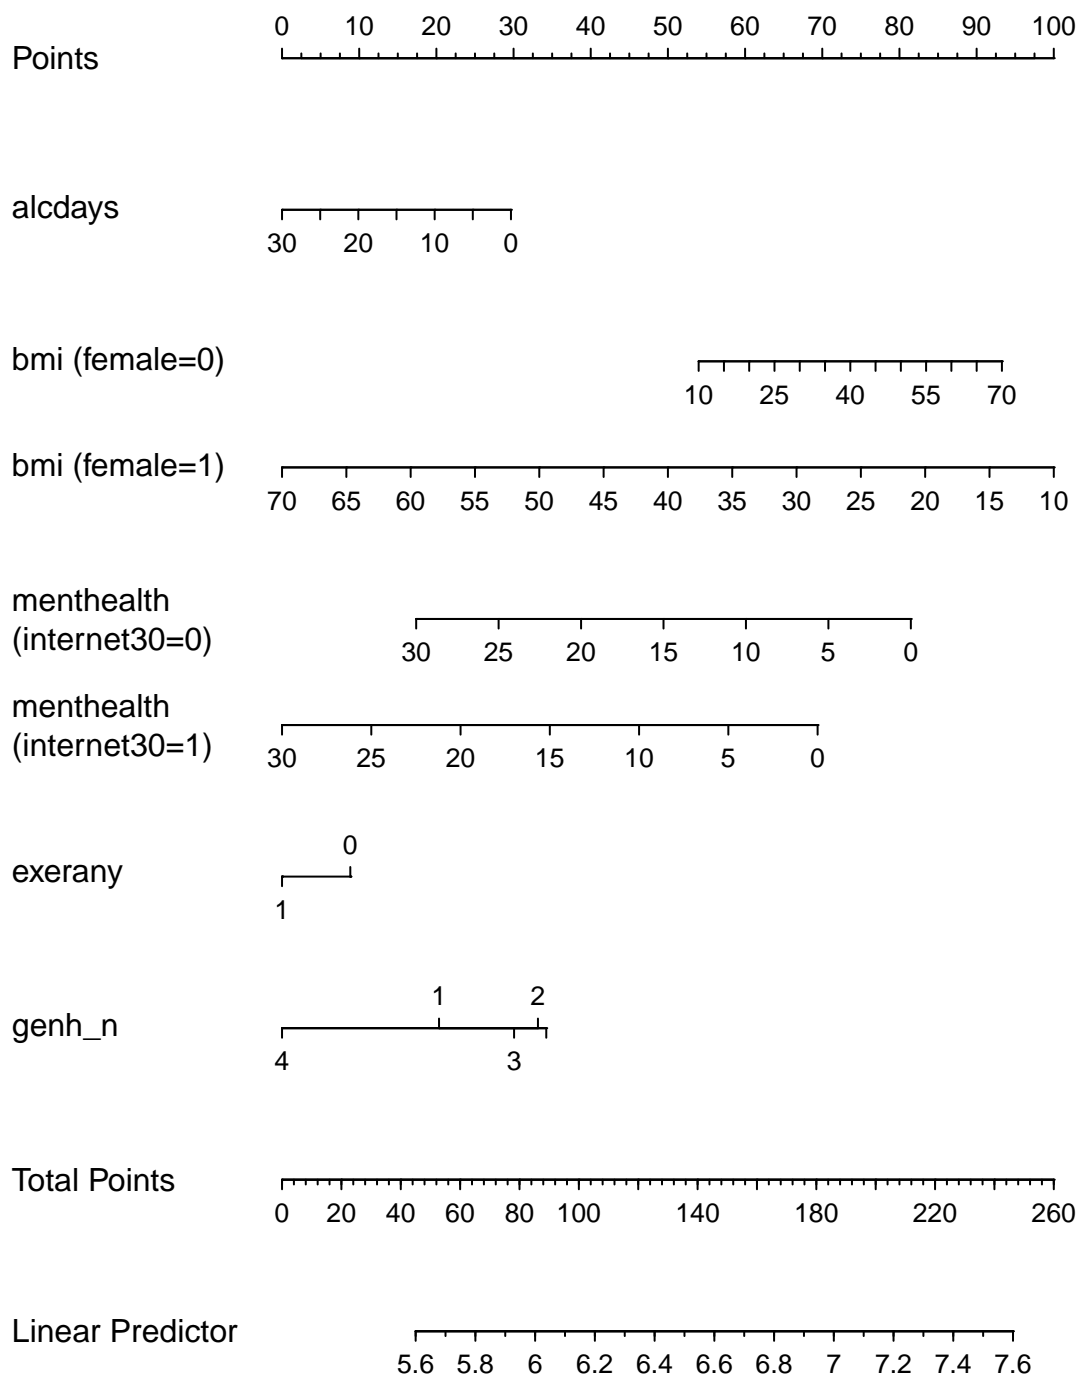 0 10 20 30 40 50 60 70 80 90 100
Points
alcdays
30 20 10 0
bmi (female=0)
10 25 40 55 70
bmi (female=1)
70 65 60 55 50 45 40 35 30 25 20 15 10
menthealth
(internet30=0)
30 25 20 15 10 5 0
menthealth
(internet30=1)
30 25 20 15 10 5 0
0
exerany
1
1 2
genh_n
4 3
Total Points
0 20 40 60 80 100 140 180 220 260
Linear Predictor
5.6 5.8 6 6.2 6.4 6.6 6.8 7 7.2 7.4 7.6